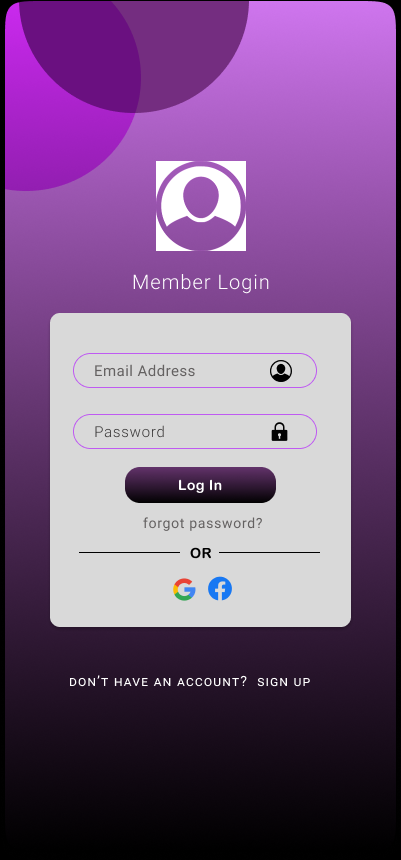 Member Login
Email Address
Password
Log In
forgot password?
OR
DON'T HAVE AN ACCOUNT? SIGN UP